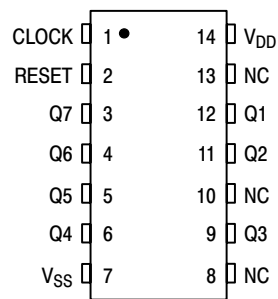 CLOCK 1 14 VDD
RESET 2 13 NC
Q7 3 12 Q1
Q6 4 11 Q2
Q5 5 10 NC
Q4 6 9 Q3
VSS 7 8 NC